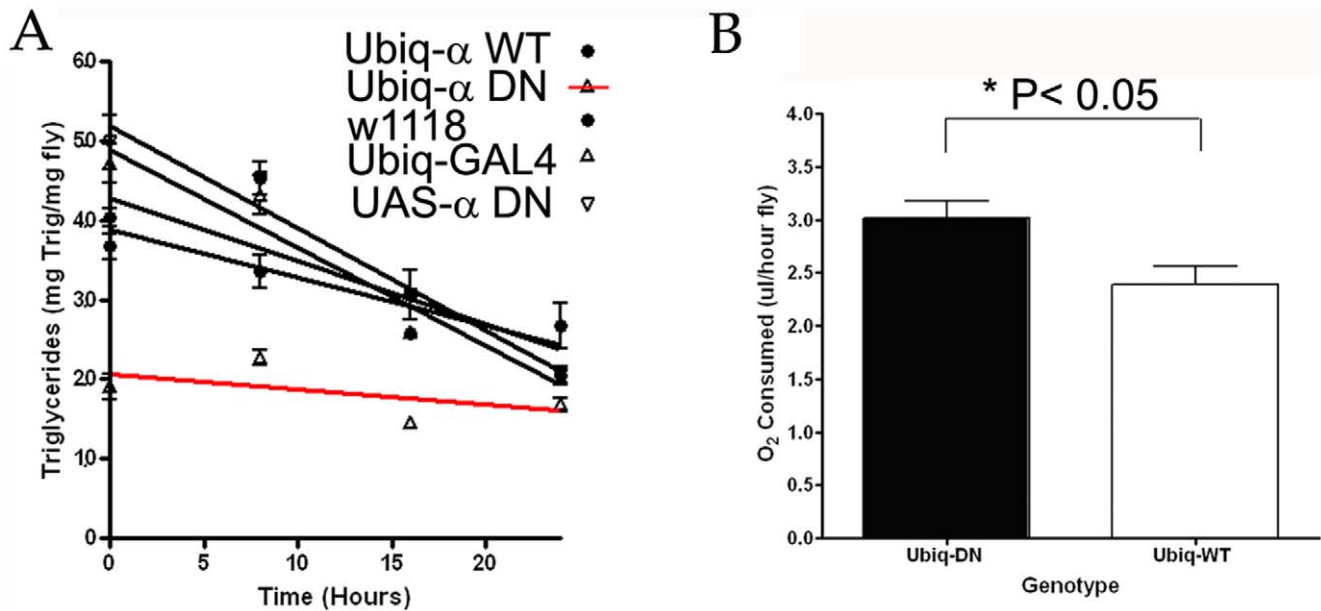 A
Ubiq-α WT
Ubiq-α DN
w1118
Ubiq-GAL4
UAS-α DN
Triglycerides (mg Trig/mg fly)
60
50
40
30
20
10
0
0 5 10 15 20
Time (Hours)
B
* P< 0.05
O₂ Consumed (ul/hour fly)
4.0
3.5
3.0
2.5
2.0
1.5
1.0
0.5
0.0
Ubiq-DN Ubiq-WT
Genotype